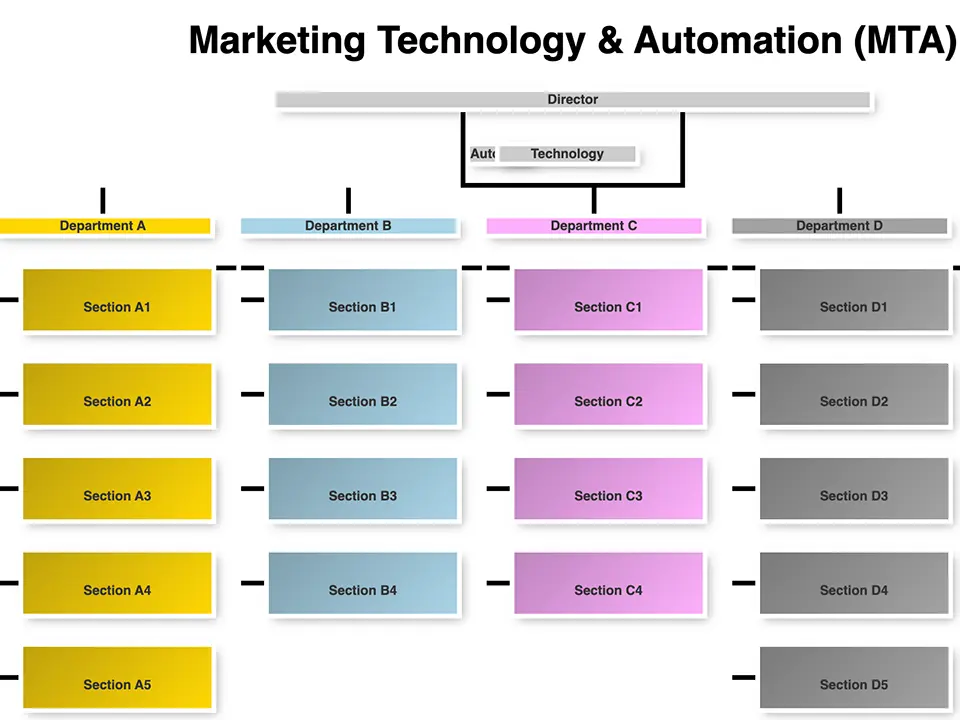 Marketing Technology & Automation (MTA)
Director
Technology
Department A
Department B
Department C
Department D
Section A1
Section B1
Section C1
Section D1
Section A2
Section B2
Section C2
Section D2
Section A3
Section B3
Section C3
Section D3
Section A4
Section B4
Section C4
Section D4
Section A5
Section D5